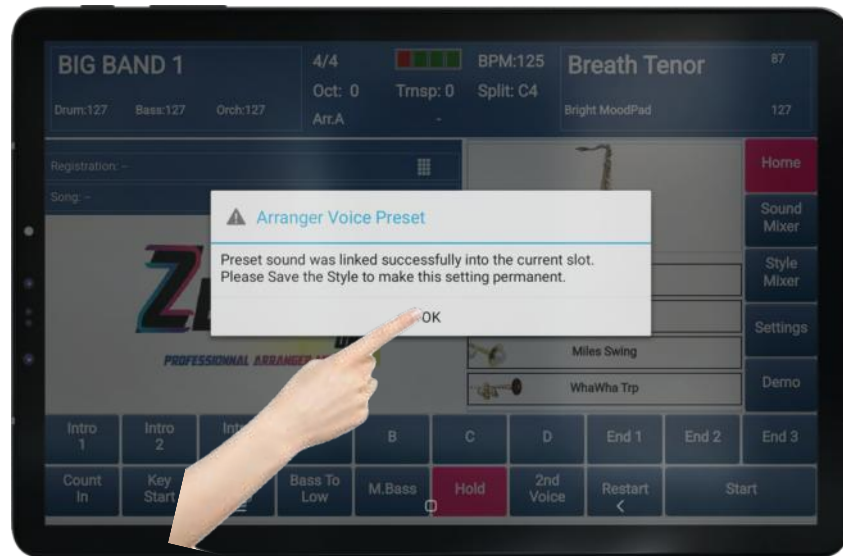 BIG BAND 1
Drum:127 Bass:127 Orch:127
4/4 BPM:125
Oct: 0 Trnsp: 0 Split: C4
Arr.A -
Breath Tenor 87
Bright MoodPad 127
Registration: –
Song: –
Arranger Voice Preset
Preset sound was linked successfully into the current slot.
Please Save the Style to make this setting permanent.
OK
PROFESSIONNAL
Miles Swing
WhaWha Trp
Home
Sound
Mixer
Style
Mixer
Settings
Demo
Intro
1
Intro
2
B
C
D
End 1
End 2
End 3
Count
In
Key
Start
Bass To
Low
M.Bass
Hold
2nd
Voice
Restart
Start